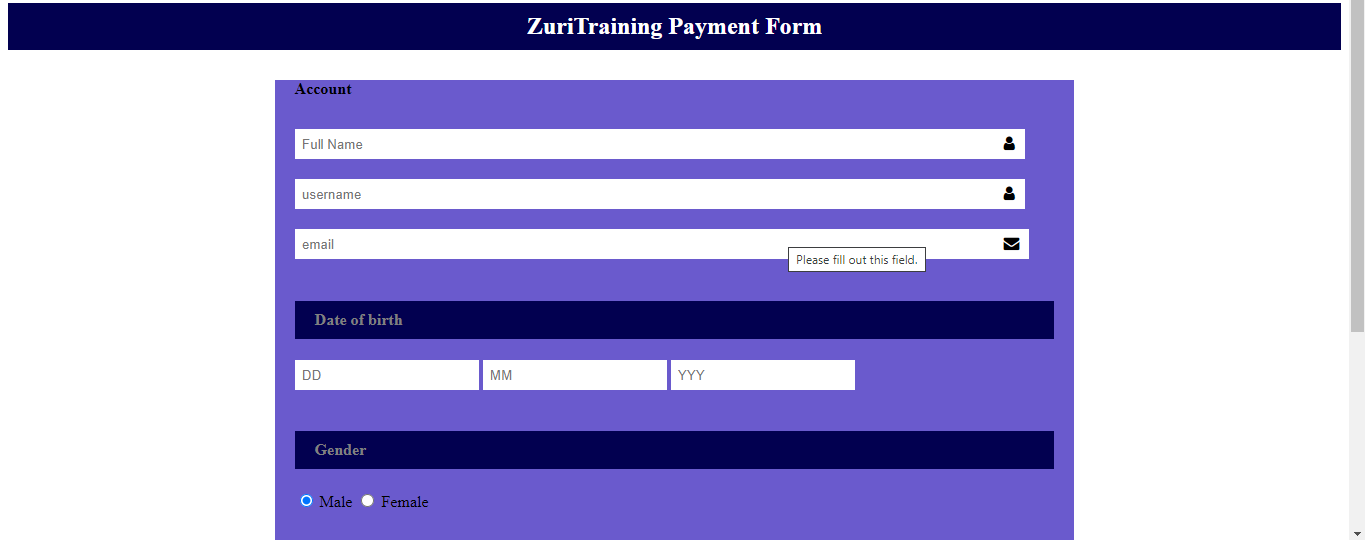 ZuriTraining Payment Form
Account
Full Name
username
email
Please fill out this field.
Date of birth
DD MM YYY
Gender
Male Female